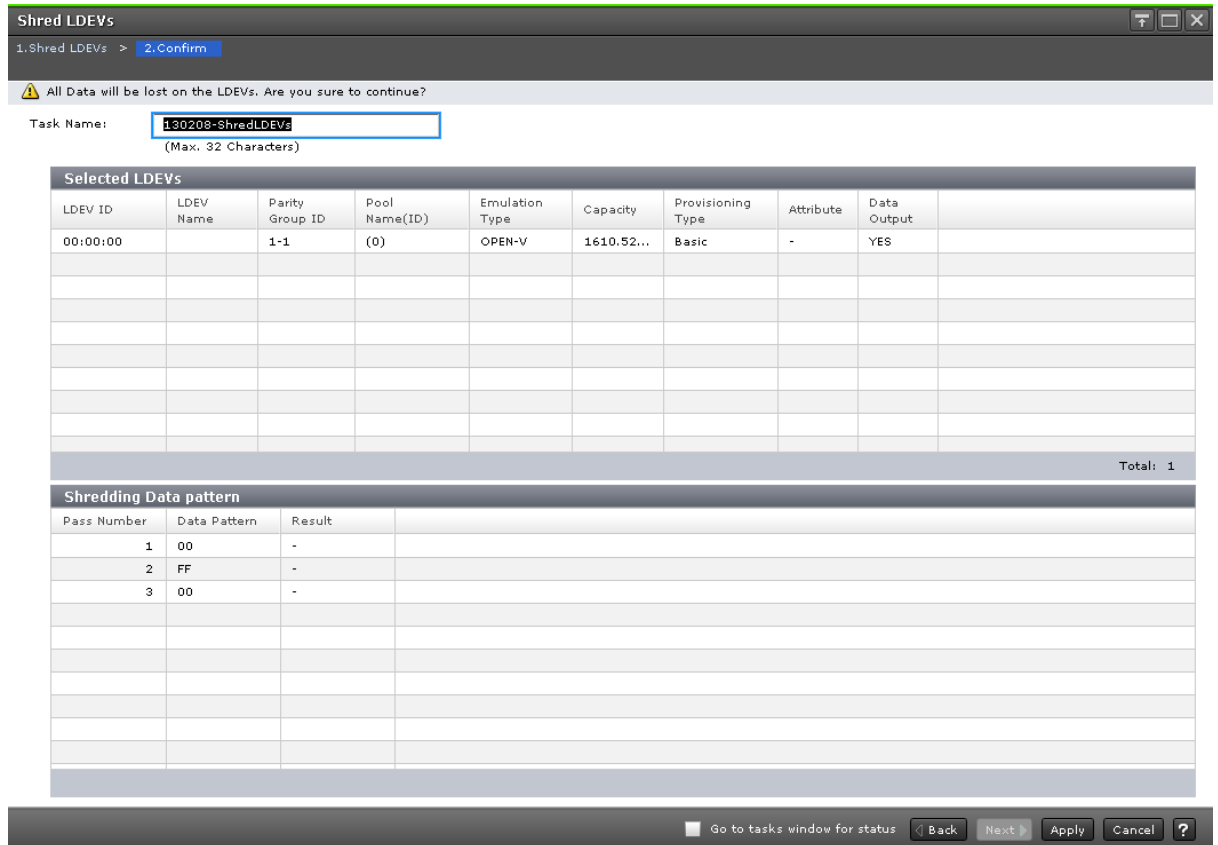 Shred LDEVs
1.Shred LDEVs > 2.Confirm
All Data will be lost on the LDEVs. Are you sure to continue?
Task Name: 130208-ShredLDEVs
(Max. 32 Characters)
Selected LDEVs
LDEV ID LDEV Name Parity Group ID Pool Name(ID) Emulation Type Capacity Provisioning Type Attribute Data Output
00:00:00 1-1 (0) OPEN-V 1610.52... Basic - YES
Total: 1
Shredding Data pattern
Pass Number Data Pattern Result
1 00 -
2 FF -
3 00 -
Go to tasks window for status Back Next Apply Cancel ?